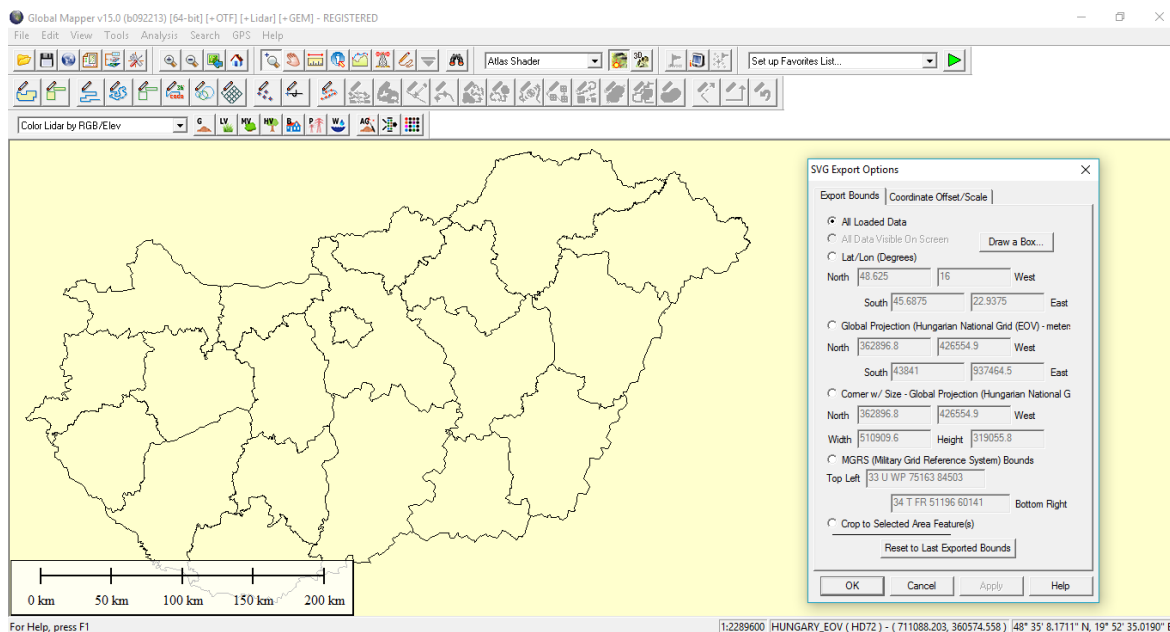 Global Mapper v15.0 (b092213) [64-bit] [+OTF] [+Lidar] [+GEM] - REGISTERED
File Edit View Tools Analysis Search GPS Help
Atlas Shader
Set up Favorites List...
Color Lidar by RGB/Elev
SVG Export Options
Export Bounds Coordinate Offset/Scale
All Loaded Data
All Data Visible On Screen Draw a Box...
Lat/Lon (Degrees)
North 48.625 16 West
South 45.6875 22.9375 East
Global Projection (Hungarian National Grid (EOV) - meters
North 362896.8 426554.9 West
South 43841 937464.5 East
Corner w/ Size - Global Projection (Hungarian National G
North 362896.8 426554.9 West
Width 510909.6 Height 319055.8
MGRS (Military Grid Reference System) Bounds
Top Left 33 U WP 75163 84503
34 T FR 51196 60141 Bottom Right
Crop to Selected Area Feature(s)
Reset to Last Exported Bounds
OK Cancel Apply Help
0 km 50 km 100 km 150 km 200 km
For Help, press F1
1:2289600 HUNGARY_EOV ( HD72 ) - ( 711088.203, 360574.558 ) 48° 35' 8.1711" N, 19° 52' 35.0190" E